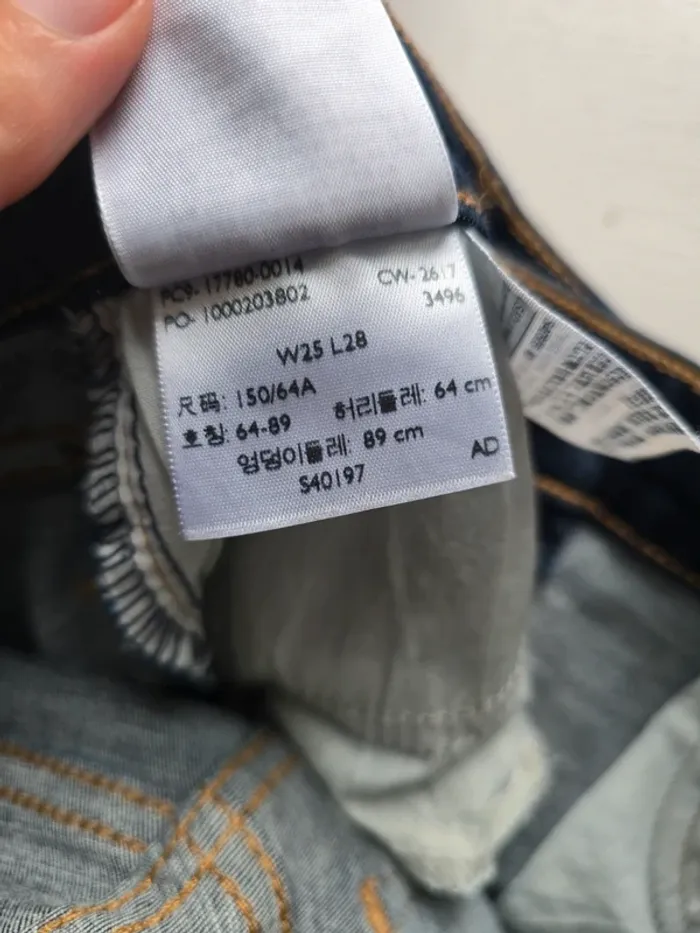 PC9- 17780-0014 CW- 2617
PO- 1000203802 3496
W25 L28
尺码: 150/64A 허리둘레: 64 cm
호칭: 64-89
엉덩이둘레: 89 cm
S40197 AD